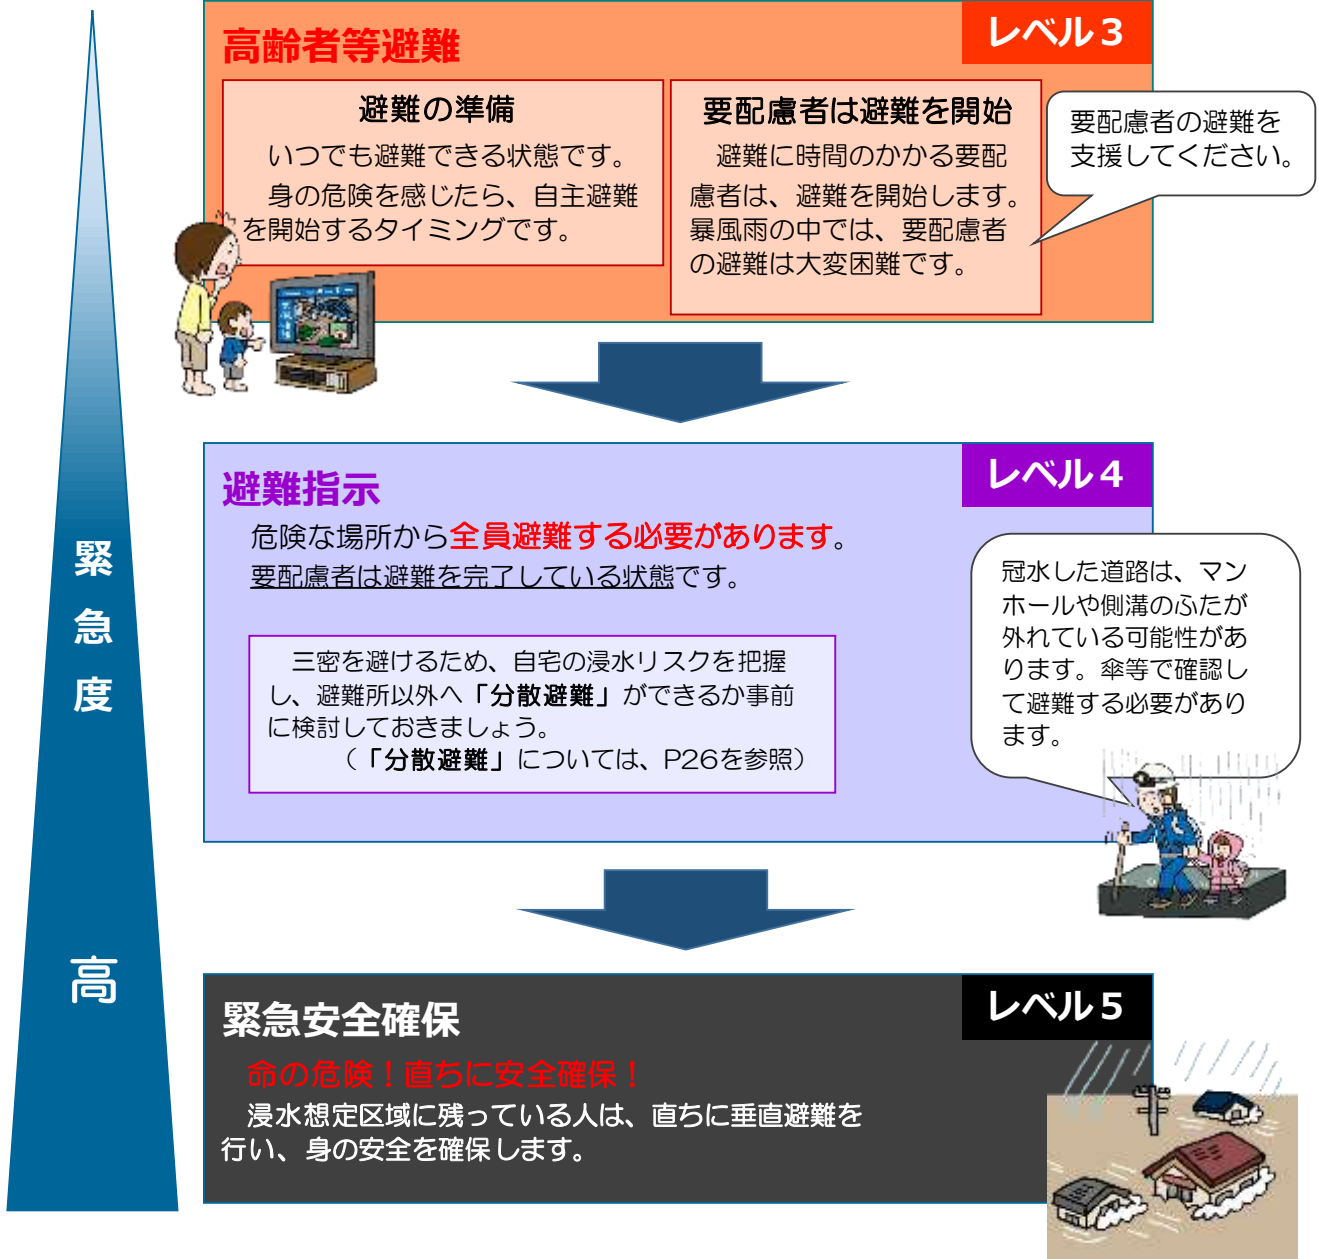 高齢者等避難
レベル3
避難の準備
いつでも避難できる状態です。
身の危険を感じたら、自主避難
を開始するタイミングです。
要配慮者は避難を開始
避難に時間のかかる要配
慮者は、避難を開始します。
暴風雨の中では、要配慮者
の避難は大変困難です。
要配慮者の避難を
支援してください。
避難指示
レベル4
危険な場所から全員避難する必要があります。
要配慮者は避難を完了している状態です。
三密を避けるため、自宅の浸水リスクを把握
し、避難所以外へ「分散避難」ができるか事前
に検討しておきましょう。
（「分散避難」については、P26を参照）
冠水した道路は、マン
ホールや側溝のふたが
外れている可能性があ
ります。傘等で確認し
て避難する必要があり
ます。
緊急安全確保
レベル5
命の危険！直ちに安全確保！
浸水想定区域に残っている人は、直ちに垂直避難を
行い、身の安全を確保します。
緊急度
高